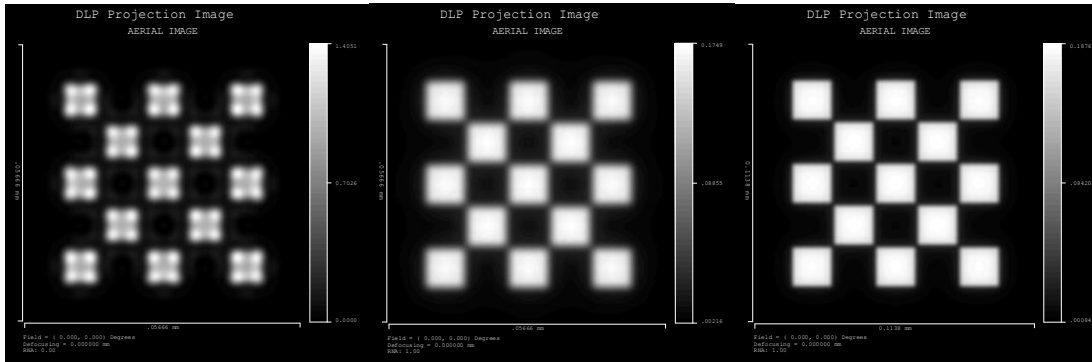 DLP Projection Image
AERIAL IMAGE
1.4051
0.7026
0.0000
.05666 mm
.05666 mm
Field = ( 0.000, 0.000) Degrees
Defocusing = 0.000000 mm
RNA: 0.00
DLP Projection Image
AERIAL IMAGE
0.1749
.08855
.00216
.05666 mm
.05666 mm
Field = ( 0.000, 0.000) Degrees
Defocusing = 0.000000 mm
RNA: 1.00
DLP Projection Image
AERIAL IMAGE
0.1876
.09420
.00084
0.1138 mm
0.1138 mm
Field = ( 0.000, 0.000) Degrees
Defocusing = 0.000000 mm
RNA: 1.00